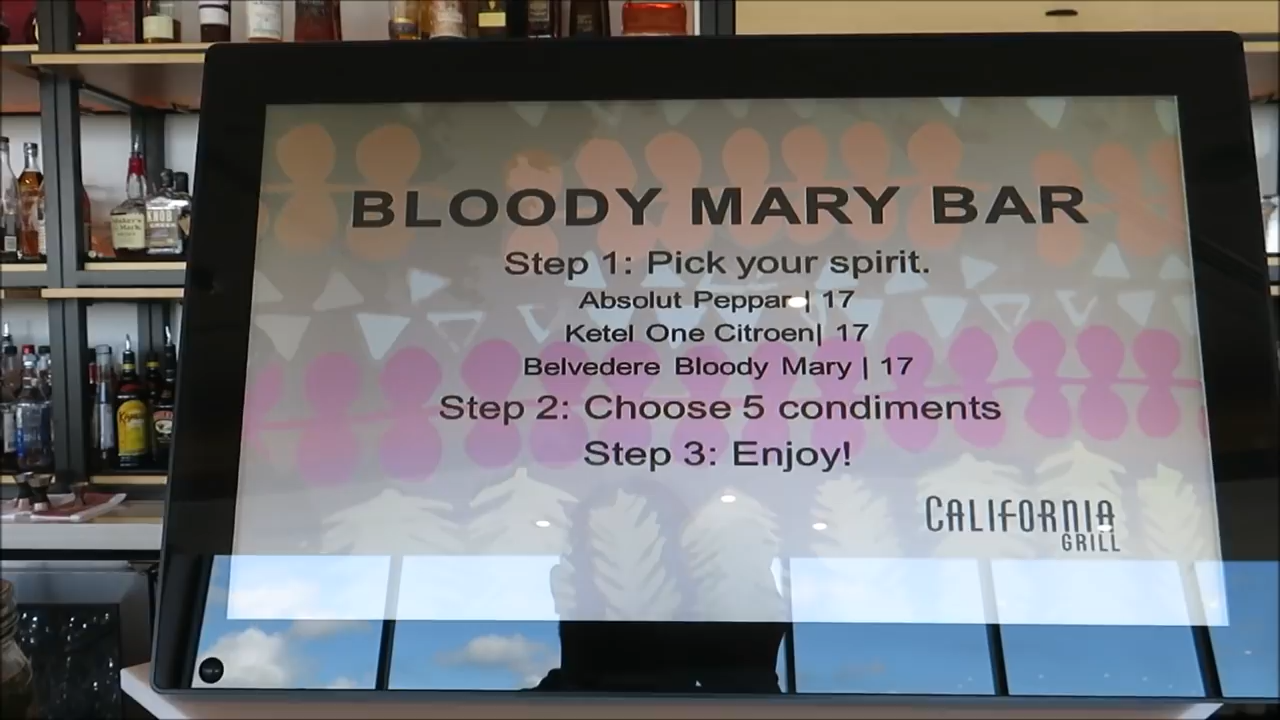 BLOODY MARY BAR
Step 1: Pick your spirit.
Absolut Peppar | 17
Ketel One Citroen| 17
Belvedere Bloody Mary | 17
Step 2: Choose 5 condiments
Step 3: Enjoy!
CALIFORNIA
GRILL